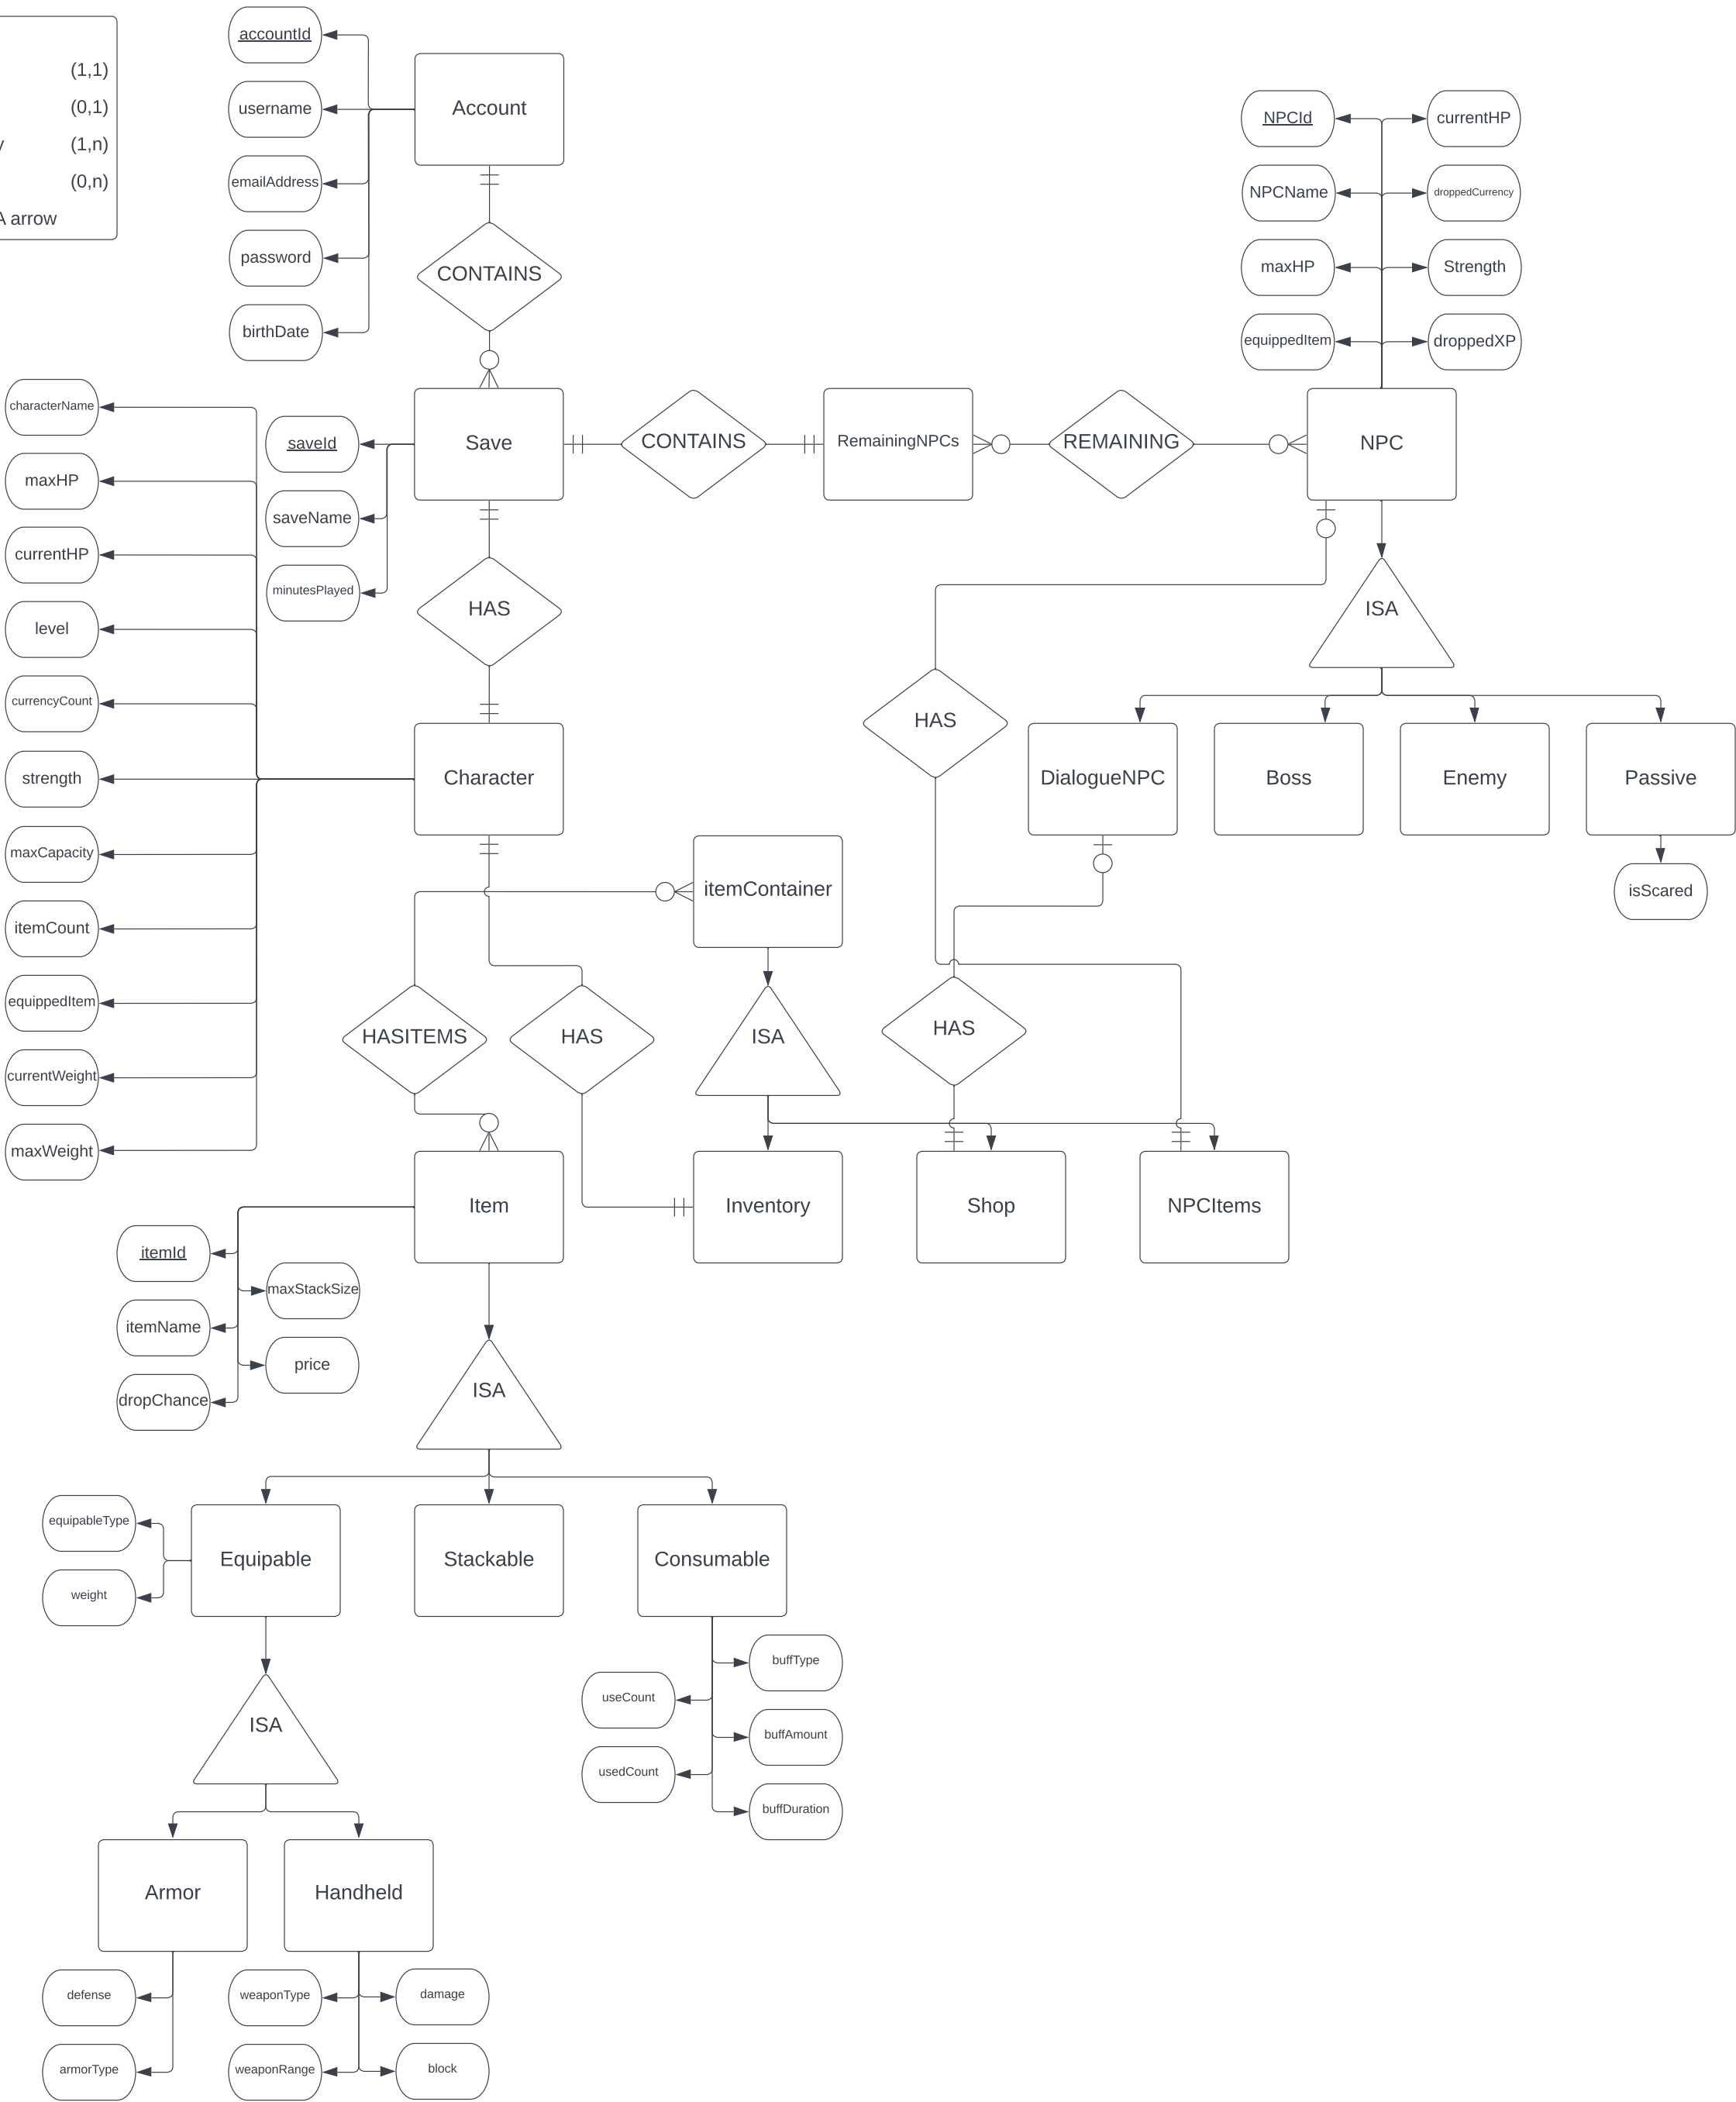 (1,1)
(0,1)
y (1,n)
(0,n)
A arrow
accountId
username
emailAddress
password
birthDate
Account
CONTAINS
NPCId
currentHP
NPCName
droppedCurrency
maxHP
Strength
equippedItem
droppedXP
characterName
maxHP
currentHP
level
currencyCount
strength
maxCapacity
itemCount
equippedItem
currentWeight
maxWeight
saveId
saveName
minutesPlayed
Save
CONTAINS
RemainingNPCs
REMAINING
NPC
HAS
ISA
HAS
Character
DialogueNPC
Boss
Enemy
Passive
isScared
itemContainer
HASITEMS
HAS
ISA
HAS
Item
Inventory
Shop
NPCItems
itemId
maxStackSize
itemName
price
dropChance
ISA
equipableType
weight
Equipable
Stackable
Consumable
buffType
useCount
buffAmount
usedCount
buffDuration
ISA
Armor
Handheld
defense
armorType
weaponType
damage
weaponRange
block